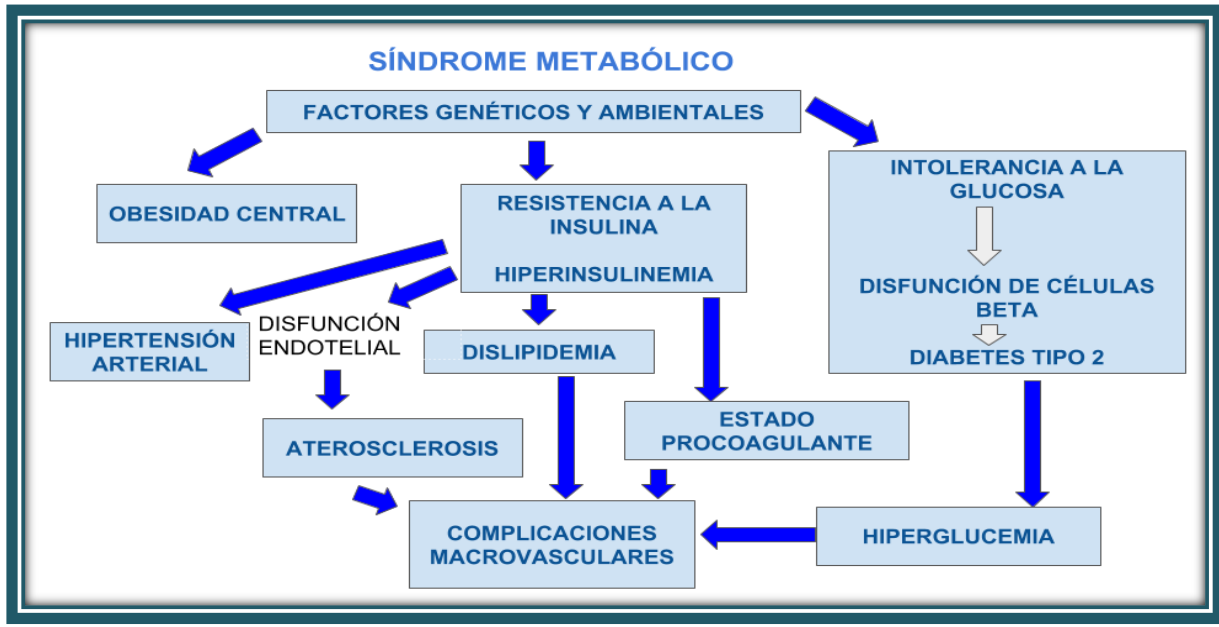 SÍNDROME METABÓLICO
FACTORES GENÉTICOS Y AMBIENTALES
OBESIDAD CENTRAL
RESISTENCIA A LA
INSULINA
HIPERINSULINEMIA
INTOLERANCIA A LA
GLUCOSA
DISFUNCIÓN DE CÉLULAS
BETA
DIABETES TIPO 2
HIPERTENSIÓN
ARTERIAL
DISFUNCIÓN
ENDOTELIAL
DISLIPIDEMIA
ESTADO
PROCOAGULANTE
ATEROSCLEROSIS
COMPLICACIONES
MACROVASCULARES
HIPERGLUCEMIA